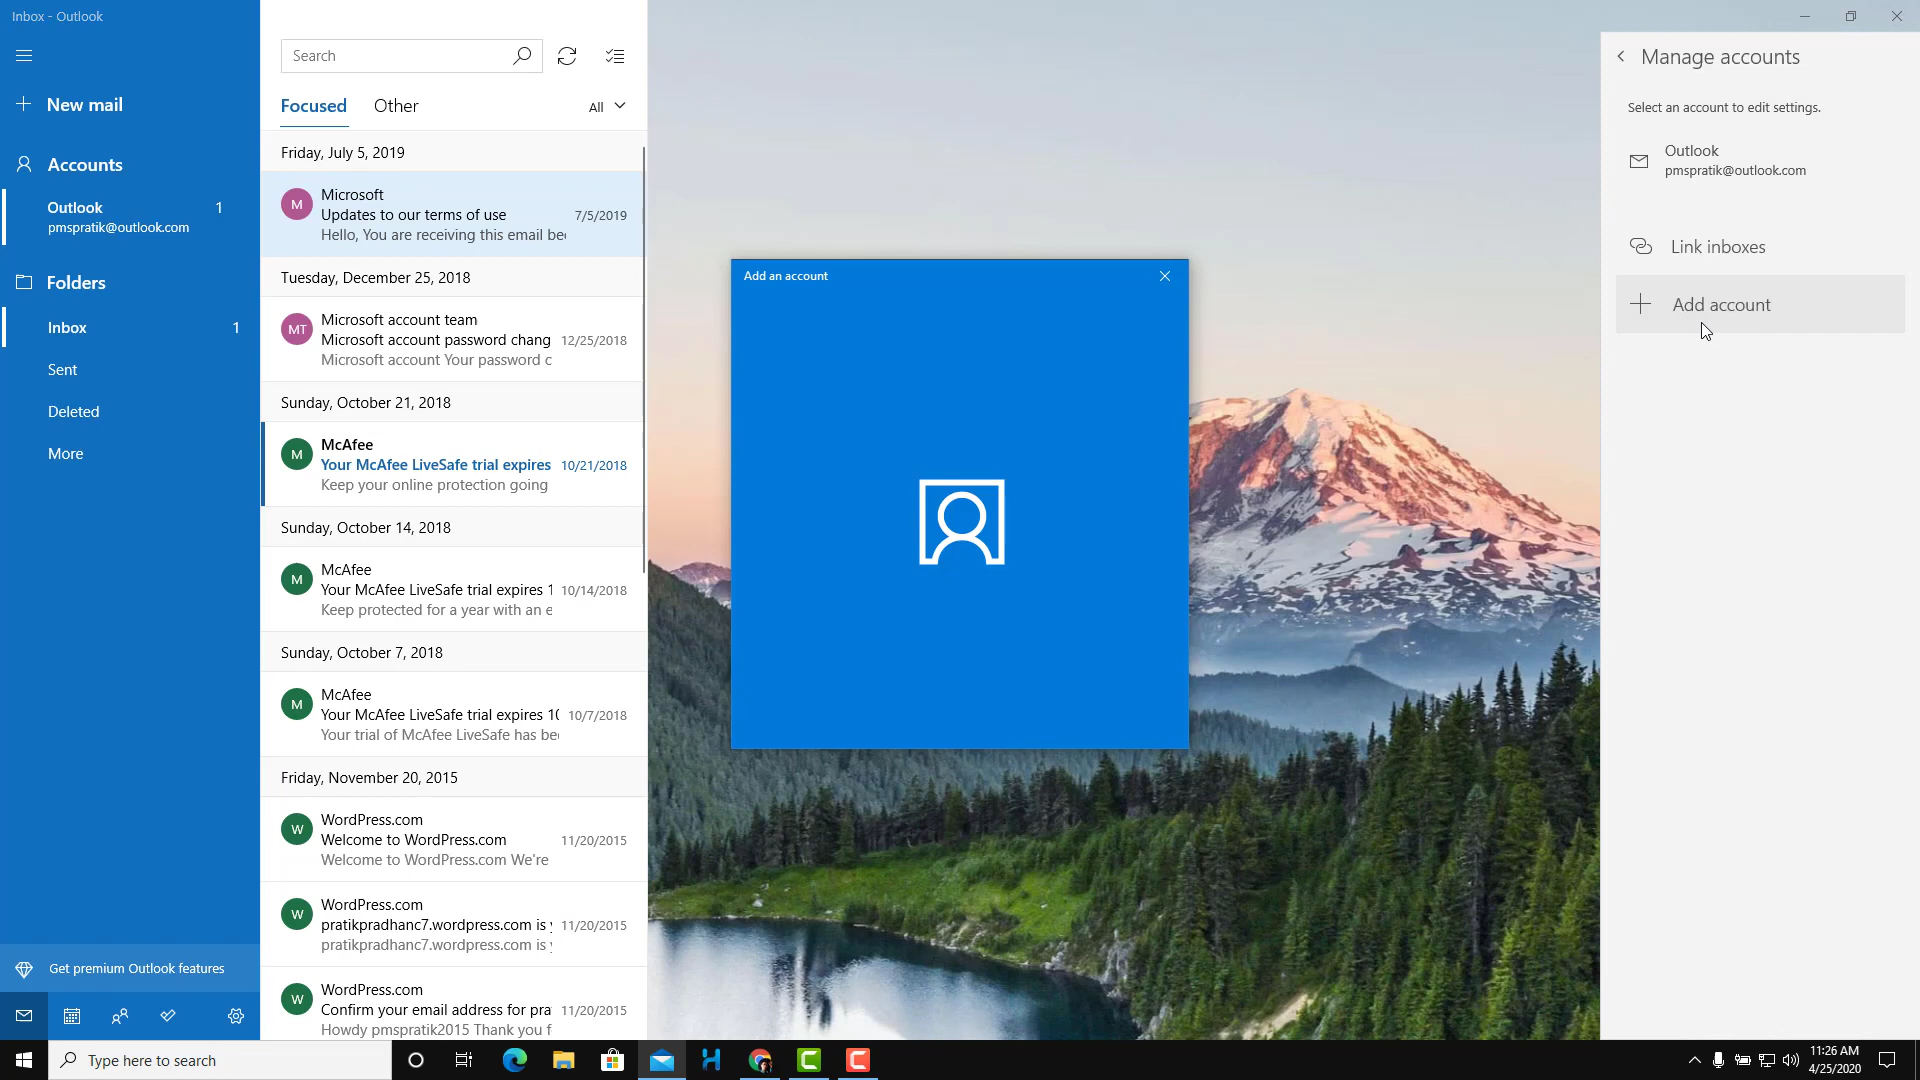 Inbox - Outlook
New mail
Accounts
Outlook 1
pmspratik@outlook.com
Folders
Inbox 1
Sent
Deleted
More
Get premium Outlook features
Search
Focused Other All
Friday, July 5, 2019
M Microsoft
Updates to our terms of use 7/5/2019
Hello, You are receiving this email be
Tuesday, December 25, 2018
MT Microsoft account team
Microsoft account password chang 12/25/2018
Microsoft account Your password c
Sunday, October 21, 2018
M McAfee
Your McAfee LiveSafe trial expires 10/21/2018
Keep your online protection going
Sunday, October 14, 2018
M McAfee
Your McAfee LiveSafe trial expires 1 10/14/2018
Keep protected for a year with an e
Sunday, October 7, 2018
M McAfee
Your McAfee LiveSafe trial expires 10 10/7/2018
Your trial of McAfee LiveSafe has be
Friday, November 20, 2015
W WordPress.com
Welcome to WordPress.com 11/20/2015
Welcome to WordPress.com We're
W WordPress.com
pratikpradhanc7.wordpress.com is 11/20/2015
pratikpradhanc7.wordpress.com is
W WordPress.com
Confirm your email address for pra 11/20/2015
Howdy pmspratik2015 Thank you f
Add an account
Manage accounts
Select an account to edit settings.
Outlook
pmspratik@outlook.com
Link inboxes
Add account
Type here to search
11:26 AM
4/25/2020